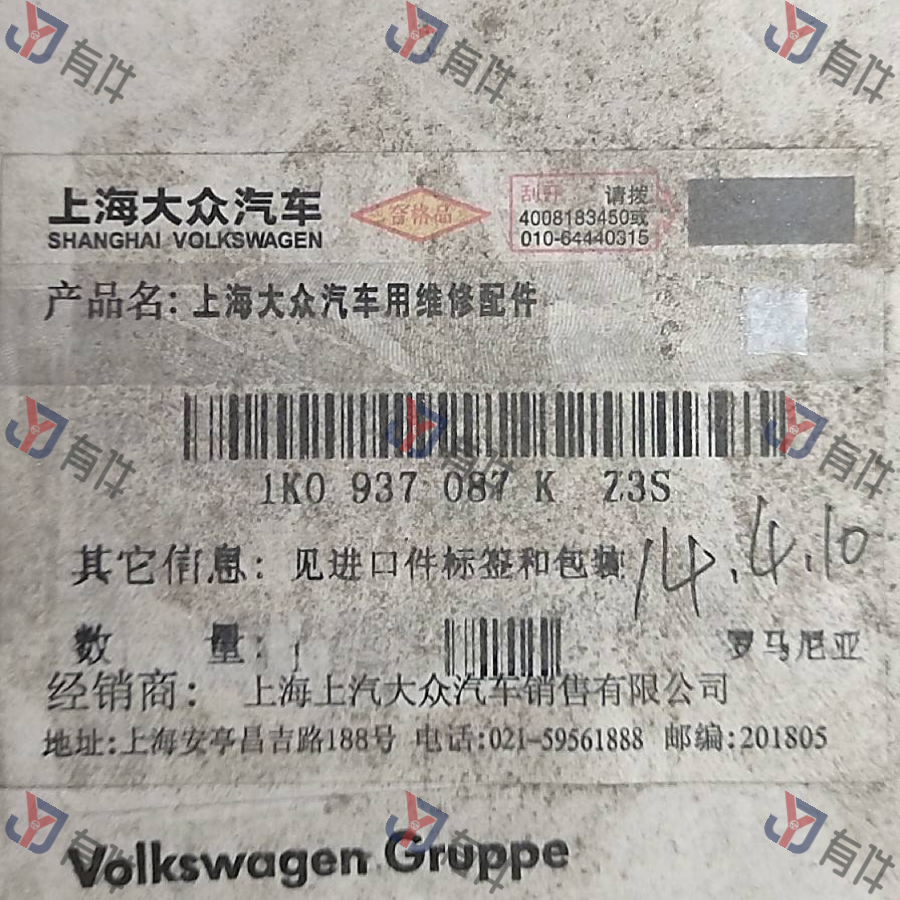 上海大众汽车
SHANGHAI VOLKSWAGEN
合格品
刮开 请拨
4008183450或
010-64440315
产品名: 上海大众汽车用维修配件
1K0 937 087 K Z3S
其它信息: 见进口件标签和包装
14.4.10
数 量: 1
罗马尼亚
经销商: 上海上汽大众汽车销售有限公司
地址:上海安亭昌吉路188号 电话:021-59561888 邮编:201805
Volkswagen Gruppe
有件
有件
有件
有件
有件
有件
有件
有件
有件